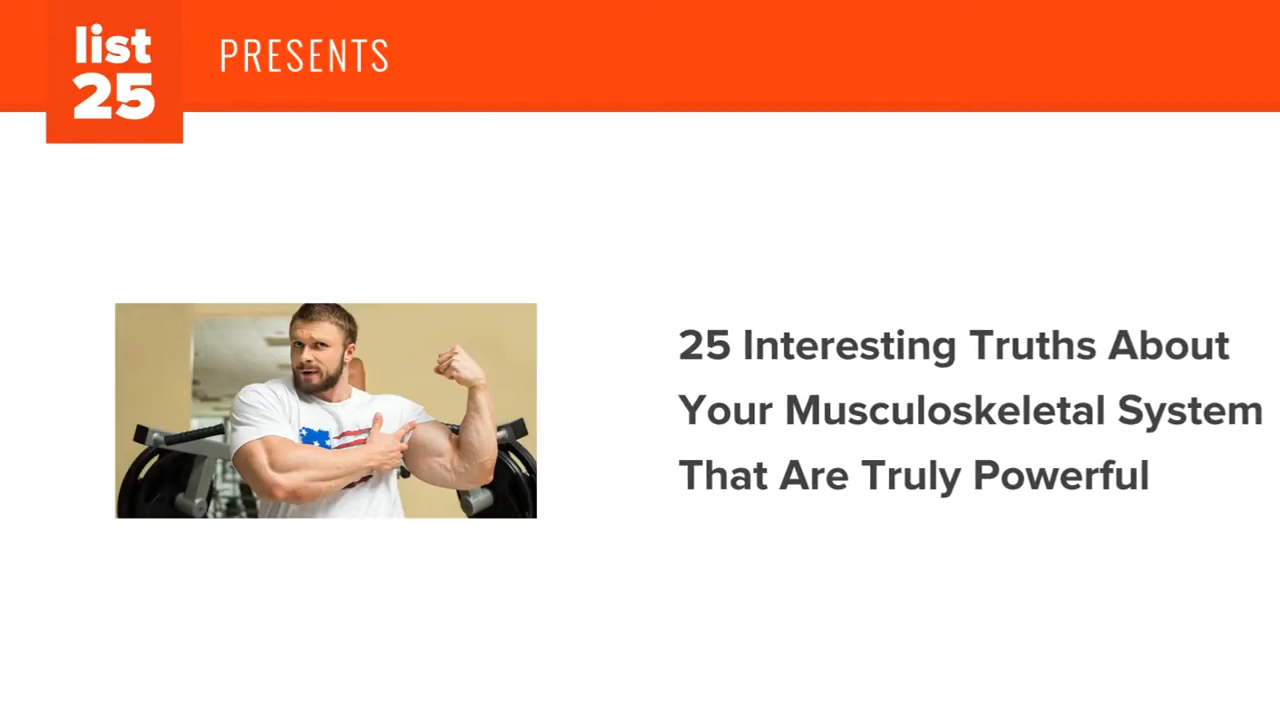 list
25
PRESENTS
25 Interesting Truths About
Your Musculoskeletal System
That Are Truly Powerful